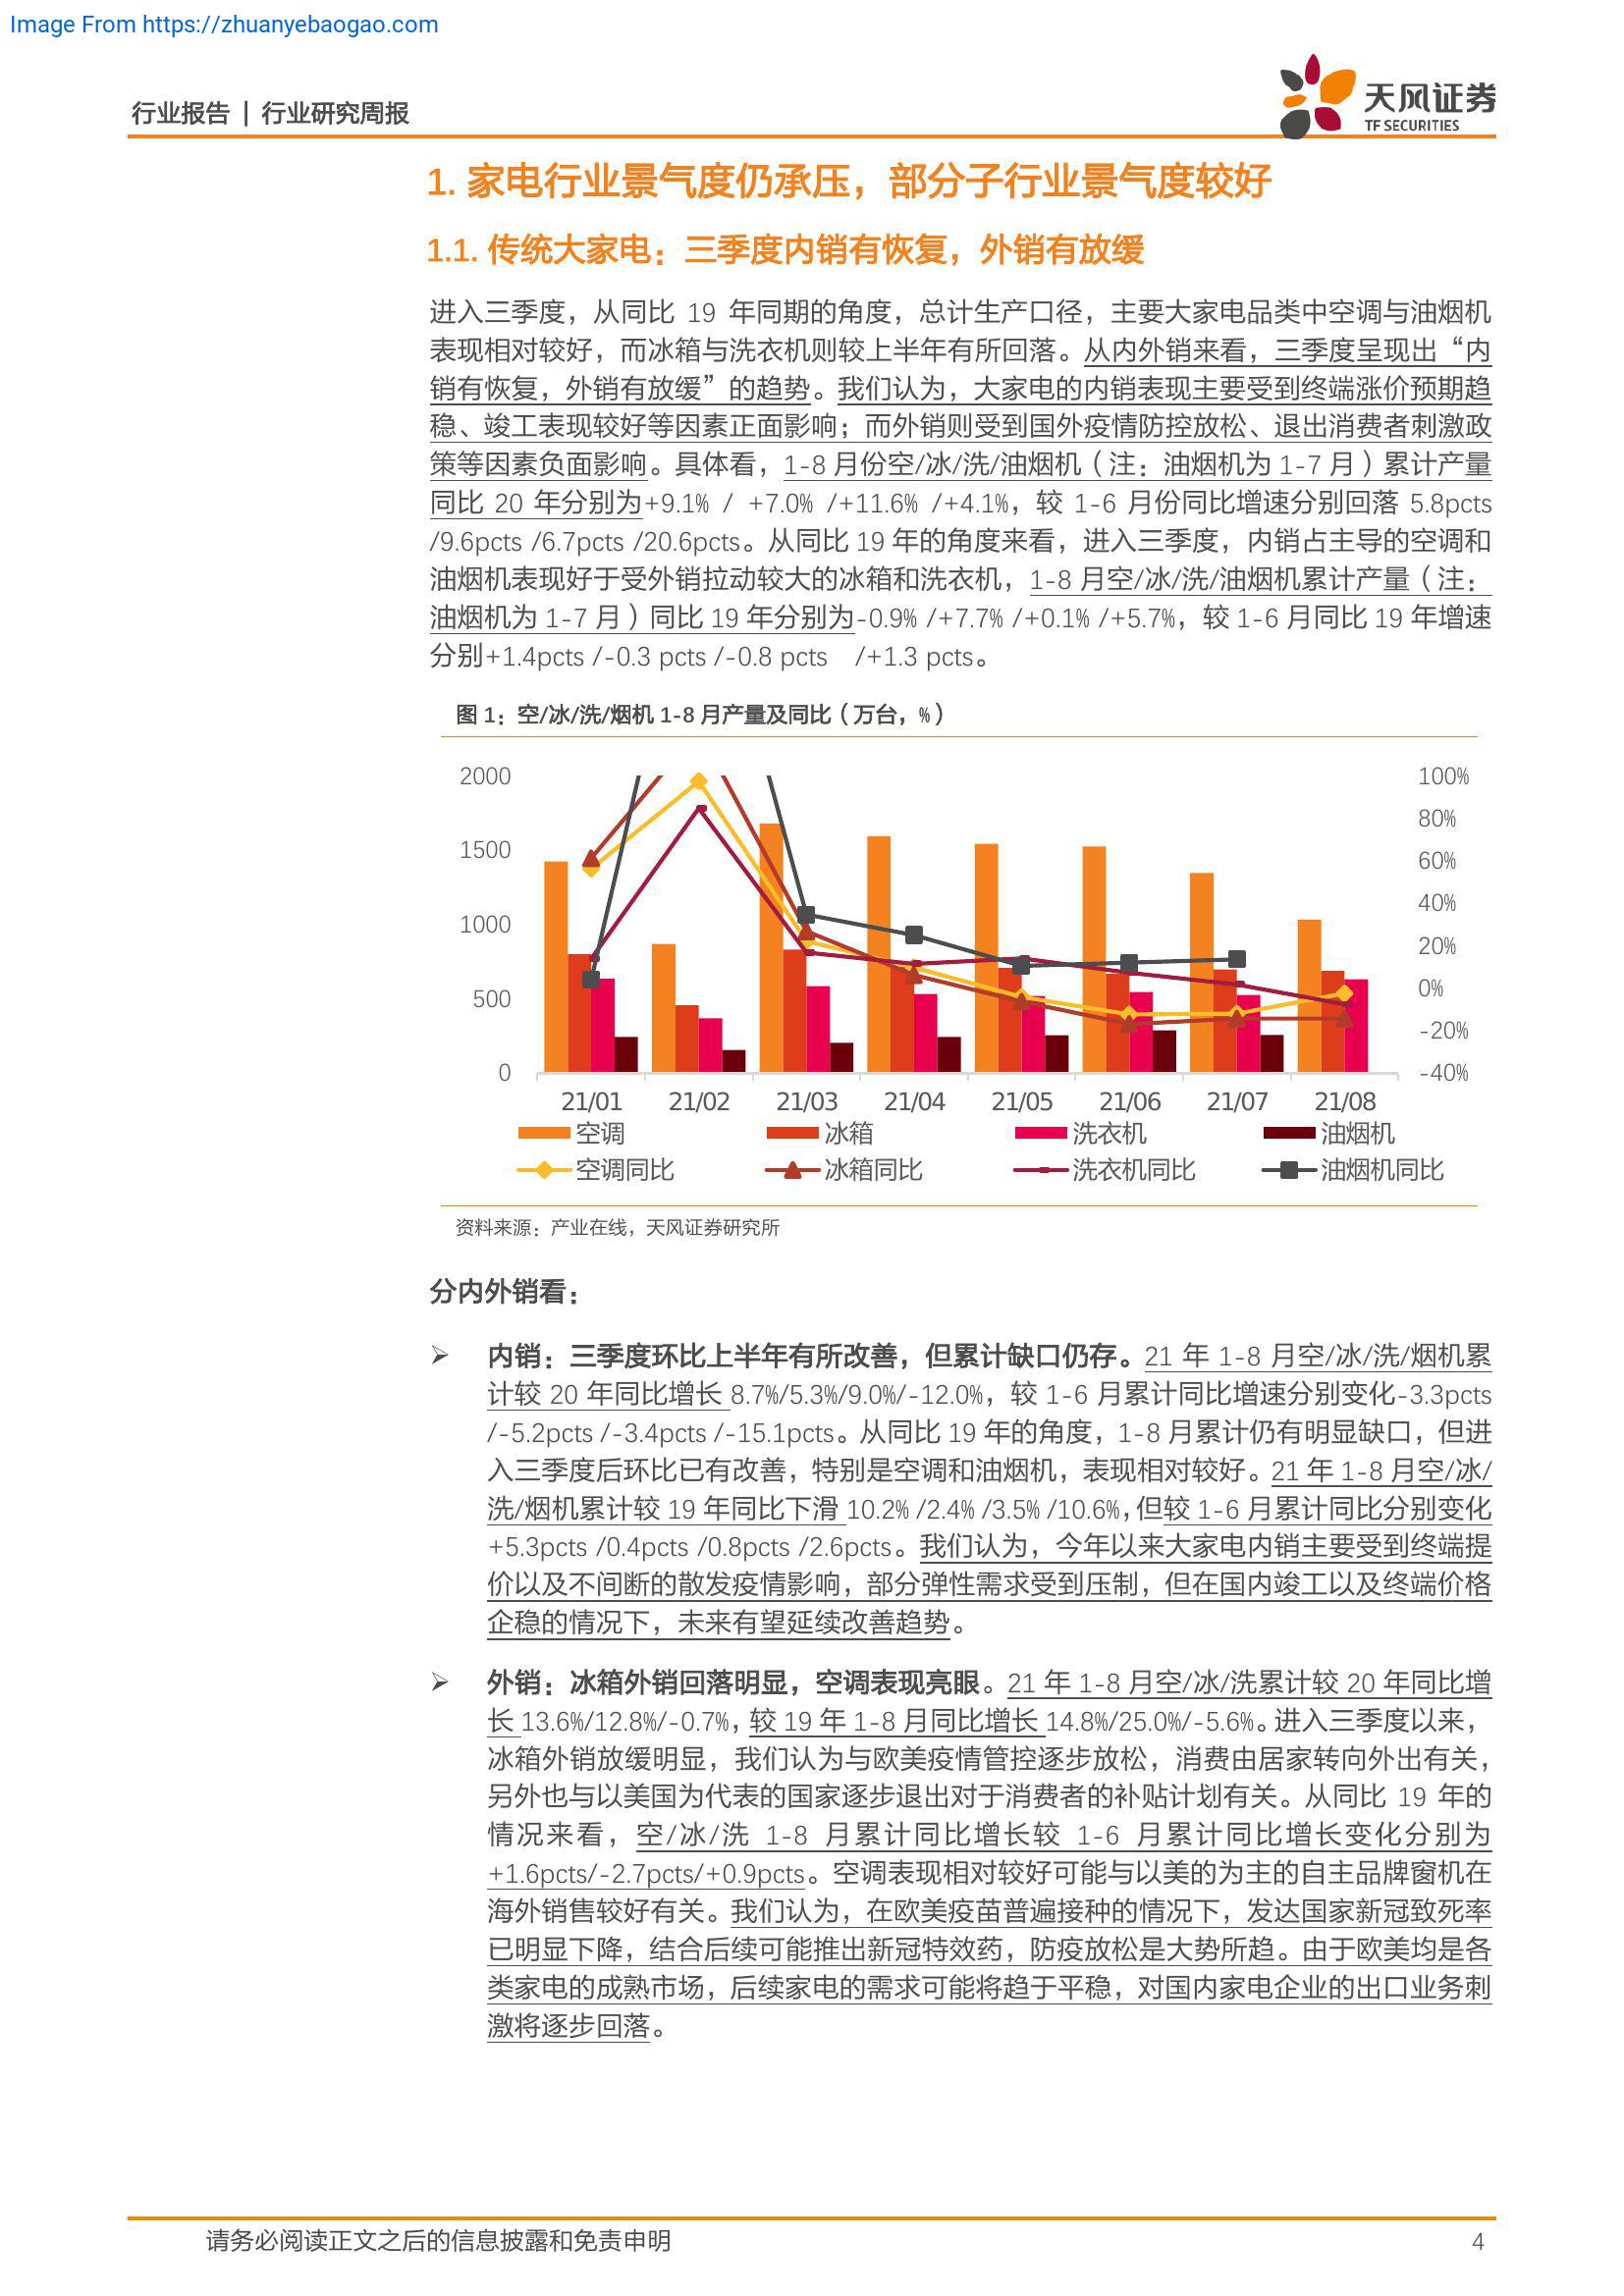 Image From https://zhuanyebaogao.com
行业报告 | 行业研究周报
天风证券
TF SECURITIES
1. 家电行业景气度仍承压，部分子行业景气度较好
1.1. 传统大家电：三季度内销有恢复，外销有放缓
进入三季度，从同比 19 年同期的角度，总计生产口径，主要大家电品类中空调与油烟机
表现相对较好，而冰箱与洗衣机则较上半年有所回落。从内外销来看，三季度呈现出“内
销有恢复，外销有放缓”的趋势。我们认为，大家电的内销表现主要受到终端涨价预期趋
稳、竣工表现较好等因素正面影响；而外销则受到国外疫情防控放松、退出消费者刺激政
策等因素负面影响。具体看，1-8 月份空/冰/洗/油烟机（注：油烟机为 1-7 月）累计产量
同比 20 年分别为+9.1% / +7.0% /+11.6% /+4.1%，较 1-6 月份同比增速分别回落 5.8pcts
/9.6pcts /6.7pcts /20.6pcts。从同比 19 年的角度来看，进入三季度，内销占主导的空调和
油烟机表现好于受外销拉动较大的冰箱和洗衣机，1-8 月空/冰/洗/油烟机累计产量（注：
油烟机为 1-7 月）同比 19 年分别为-0.9% /+7.7% /+0.1% /+5.7%，较 1-6 月同比 19 年增速
分别+1.4pcts /-0.3 pcts /-0.8 pcts /+1.3 pcts。
图 1：空/冰/洗/烟机 1-8 月产量及同比（万台，%）
2000
1500
1000
500
0
100%
80%
60%
40%
20%
0%
-20%
-40%
21/01 21/02 21/03 21/04 21/05 21/06 21/07 21/08
空调 冰箱 洗衣机 油烟机
空调同比 冰箱同比 洗衣机同比 油烟机同比
资料来源：产业在线，天风证券研究所
分内外销看：
➢ 内销：三季度环比上半年有所改善，但累计缺口仍存。21 年 1-8 月空/冰/洗/烟机累
计较 20 年同比增长 8.7%/5.3%/9.0%/-12.0%，较 1-6 月累计同比增速分别变化-3.3pcts
/-5.2pcts /-3.4pcts /-15.1pcts。从同比 19 年的角度，1-8 月累计仍有明显缺口，但进
入三季度后环比已有改善，特别是空调和油烟机，表现相对较好。21 年 1-8 月空/冰/
洗/烟机累计较 19 年同比下滑 10.2% /2.4% /3.5% /10.6%，但较 1-6 月累计同比分别变化
+5.3pcts /0.4pcts /0.8pcts /2.6pcts。我们认为，今年以来大家电内销主要受到终端提
价以及不间断的散发疫情影响，部分弹性需求受到压制，但在国内竣工以及终端价格
企稳的情况下，未来有望延续改善趋势。
➢ 外销：冰箱外销回落明显，空调表现亮眼。21 年 1-8 月空/冰/洗累计较 20 年同比增
长 13.6%/12.8%/-0.7%，较 19 年 1-8 月同比增长 14.8%/25.0%/-5.6%。进入三季度以来，
冰箱外销放缓明显，我们认为与欧美疫情管控逐步放松，消费由居家转向外出有关，
另外也与以美国为代表的国家逐步退出对于消费者的补贴计划有关。从同比 19 年的
情况来看，空/冰/洗 1-8 月累计同比增长较 1-6 月累计同比增长变化分别为
+1.6pcts/-2.7pcts/+0.9pcts。空调表现相对较好可能与以美的为主的自主品牌窗机在
海外销售较好有关。我们认为，在欧美疫苗普遍接种的情况下，发达国家新冠致死率
已明显下降，结合后续可能推出新冠特效药，防疫放松是大势所趋。由于欧美均是各
类家电的成熟市场，后续家电的需求可能将趋于平稳，对国内家电企业的出口业务刺
激将逐步回落。
请务必阅读正文之后的信息披露和免责申明
4